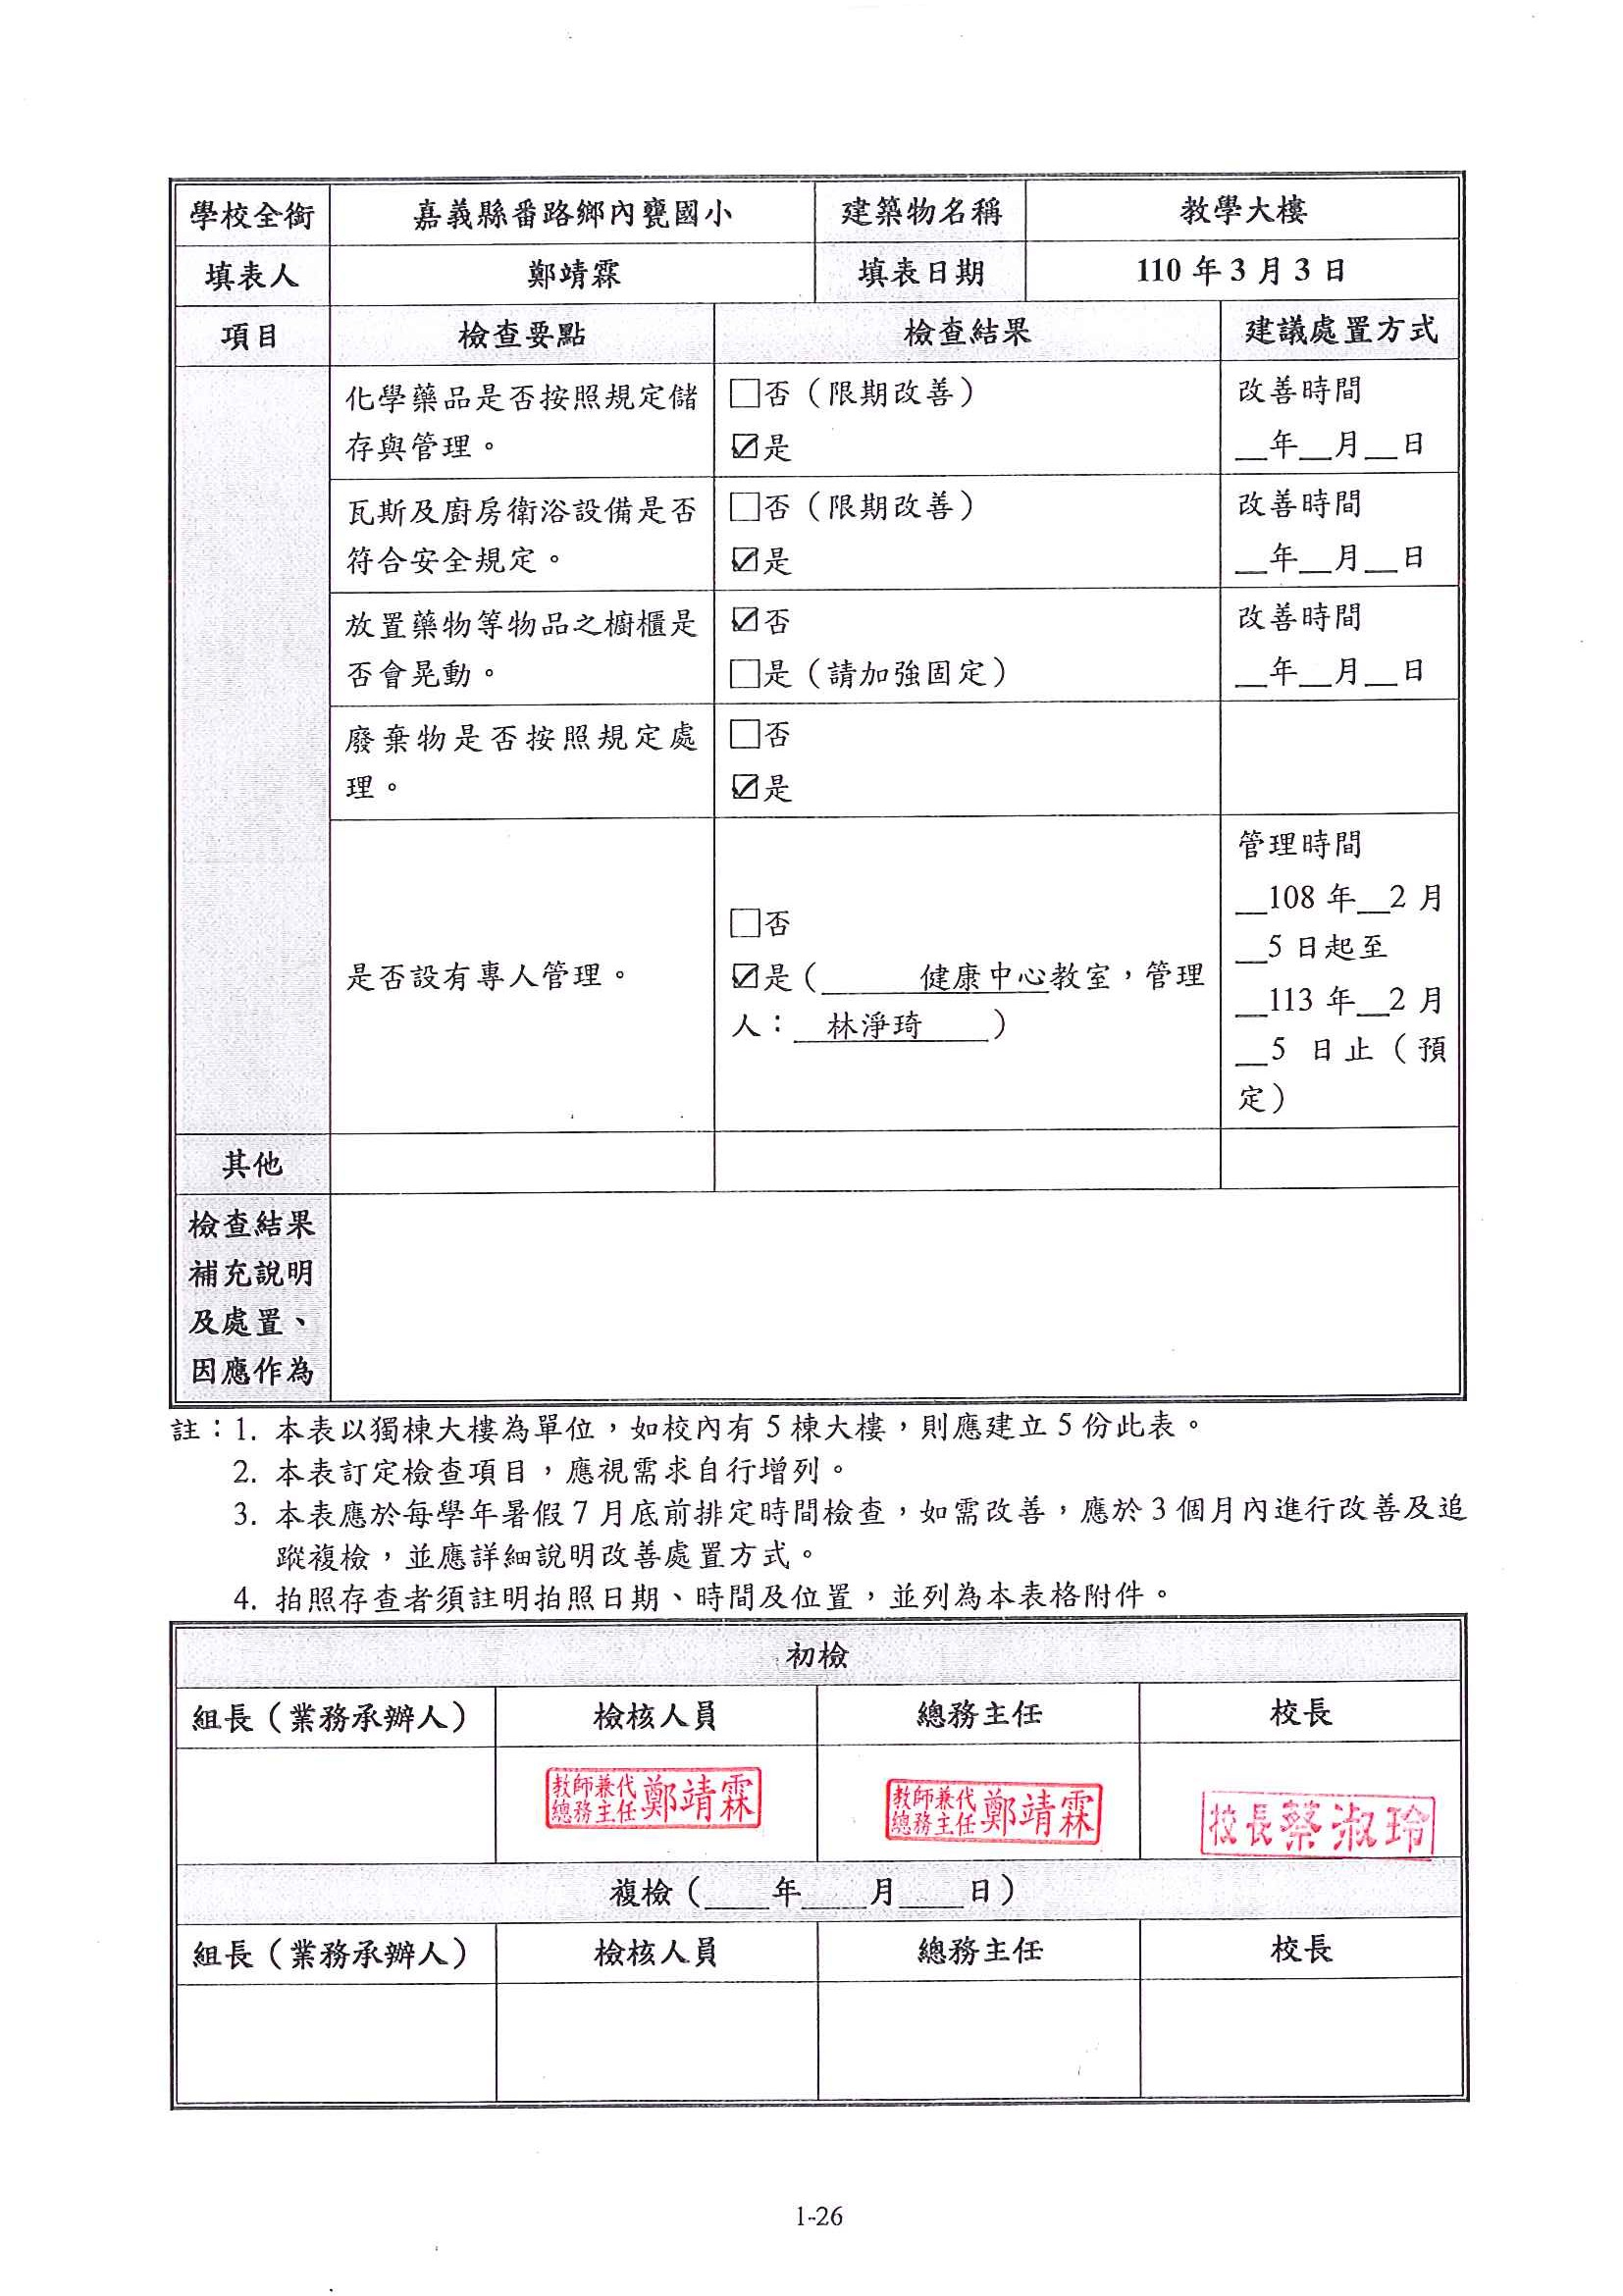 學校全銜 嘉義縣番路鄉內甕國小 建築物名稱 教學大樓
填表人 鄭靖霖 填表日期 110 年 3 月 3 日
項目 檢查要點 檢查結果 建議處置方式
化學藥品是否按照規定儲
存與管理。
□否（限期改善）
☑是
改善時間
__年__月__日
瓦斯及廚房衛浴設備是否
符合安全規定。
□否（限期改善）
☑是
改善時間
__年__月__日
放置藥物等物品之櫥櫃是
否會晃動。
☑否
□是（請加強固定）
改善時間
__年__月__日
廢棄物是否按照規定處
理。
□否
☑是
是否設有專人管理。
□否
☑是（______健康中心教室，管理
人：__林淨琦____）
管理時間
__108 年__2 月
__5 日起至
__113 年__2 月
__5 日止（預
定）
其他
檢查結果
補充說明
及處置、
因應作為
註：1. 本表以獨棟大樓為單位，如校內有 5 棟大樓，則應建立 5 份此表。
2. 本表訂定檢查項目，應視需求自行增列。
3. 本表應於每學年暑假 7 月底前排定時間檢查，如需改善，應於 3 個月內進行改善及追
蹤複檢，並應詳細說明改善處置方式。
4. 拍照存查者須註明拍照日期、時間及位置，並列為本表格附件。
初檢
組長（業務承辦人） 檢核人員 總務主任 校長
教師兼代
總務主任 鄭靖霖
教師兼代
總務主任 鄭靖霖
校長蔡淑玲
複檢（____年____月____日）
組長（業務承辦人） 檢核人員 總務主任 校長
1-26